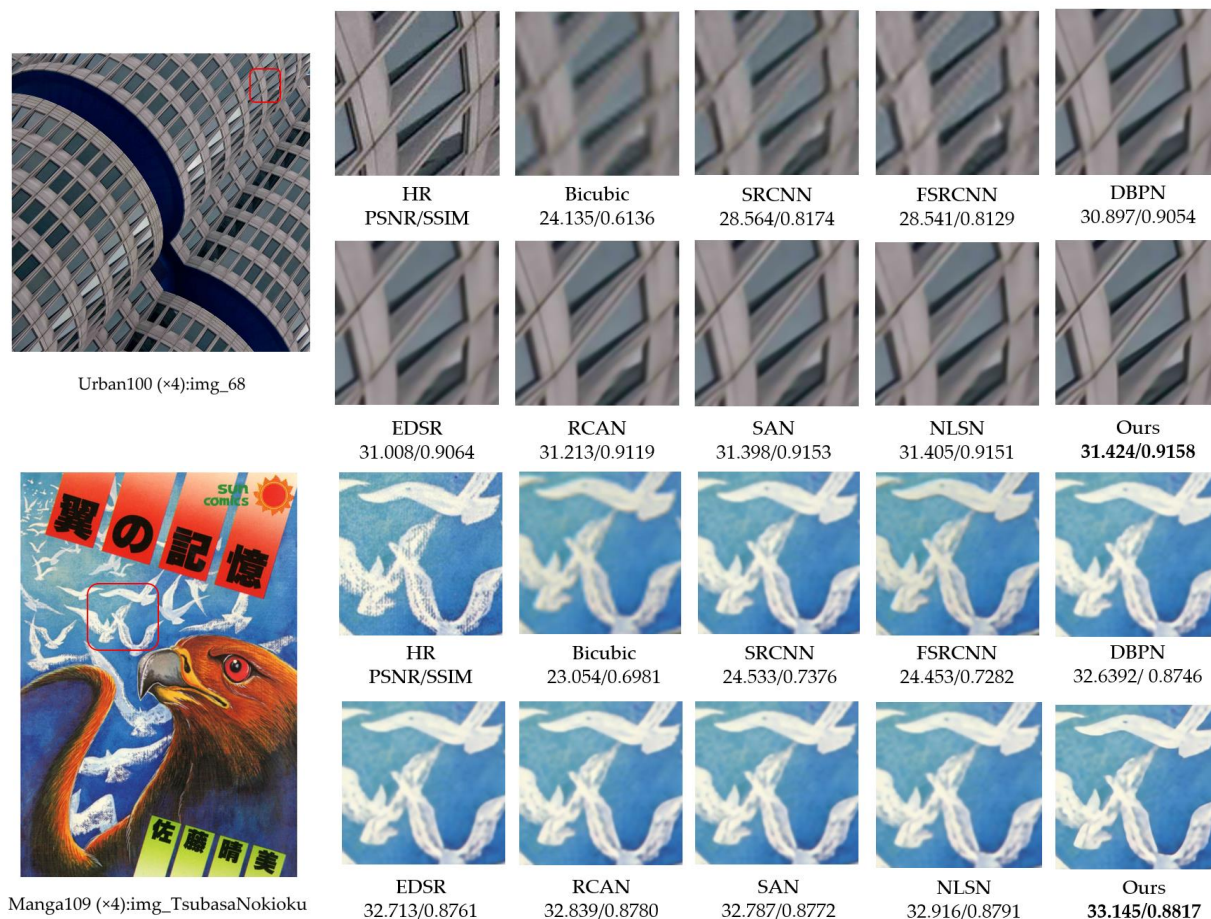 HR
PSNR/SSIM
Bicubic
24.135/0.6136
SRCNN
28.564/0.8174
FSRCNN
28.541/0.8129
DBPN
30.897/0.9054
Urban100 (×4):img_68
EDSR
31.008/0.9064
RCAN
31.213/0.9119
SAN
31.398/0.9153
NLSN
31.405/0.9151
Ours
31.424/0.9158
sun
comics
翼の記憶
佐藤晴美
Manga109 (×4):img_TsubasaNokioku
HR
PSNR/SSIM
Bicubic
23.054/0.6981
SRCNN
24.533/0.7376
FSRCNN
24.453/0.7282
DBPN
32.6392/ 0.8746
EDSR
32.713/0.8761
RCAN
32.839/0.8780
SAN
32.787/0.8772
NLSN
32.916/0.8791
Ours
33.145/0.8817